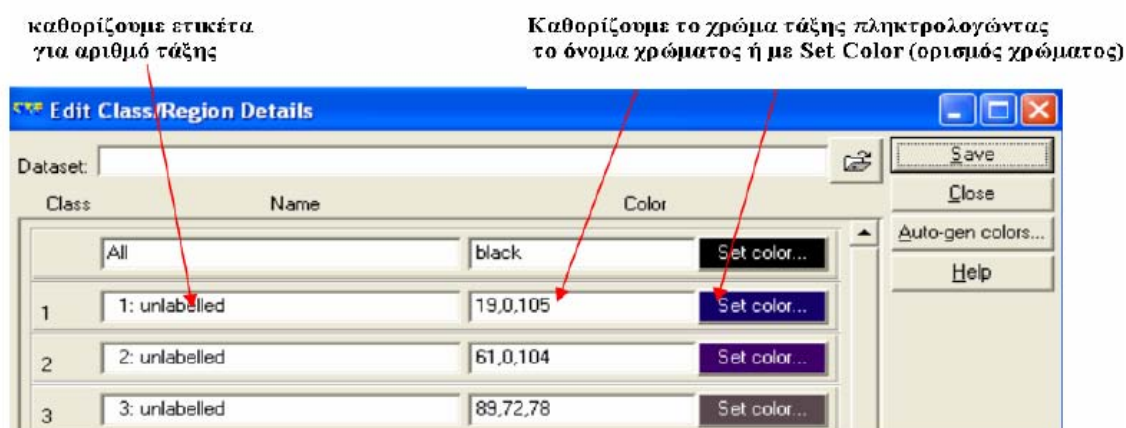 καθορίζουμε ετικέτα
για αριθμό τάξης
Καθορίζουμε το χρώμα τάξης πληκτρολογώντας
το όνομα χρώματος ή με Set Color (ορισμός χρώματος)
Edit Class/Region Details
Dataset:
Save
Class Name Color
Close
All black Set color...
Auto-gen colors...
Help
1 1: unlabelled 19,0,105 Set color...
2 2: unlabelled 61,0,104 Set color...
3 3: unlabelled 89,72,78 Set color...